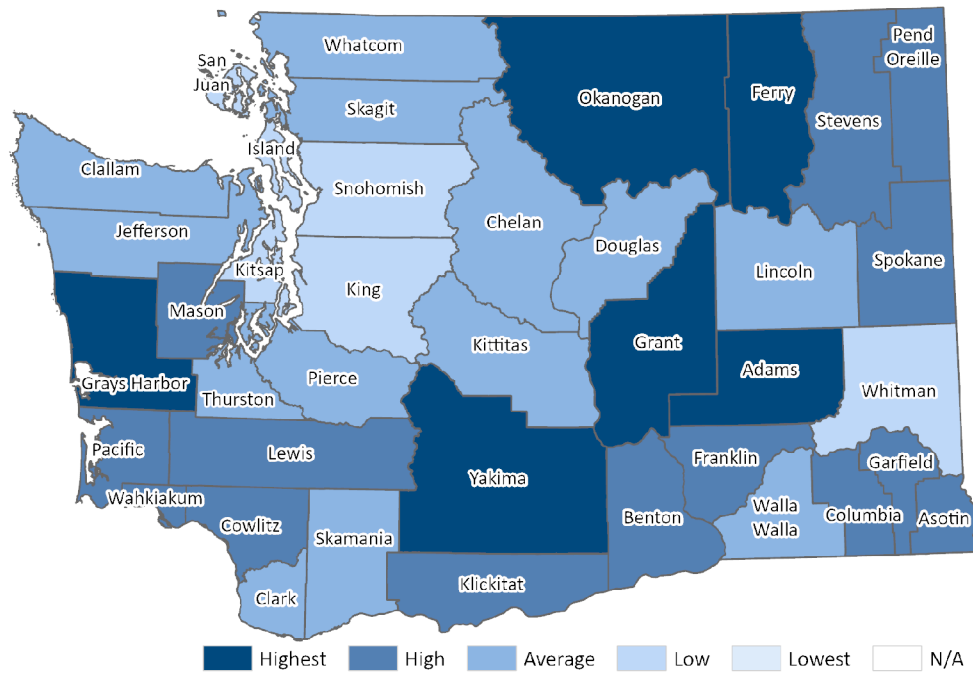 Whatcom
Pend
Oreille
San
Juan
Okanogan
Ferry
Skagit
Stevens
Island
Clallam
Snohomish
Chelan
Jefferson
Douglas
Spokane
Kitsap
Lincoln
King
Mason
Kittitas
Grant
Adams
Pierce
Grays Harbor
Whitman
Thurston
Pacific
Lewis
Franklin
Garfield
Yakima
Wahkiakum
Walla
Walla
Cowlitz
Benton
Columbia
Asotin
Skamania
Klickitat
Clark
Highest
High
Average
Low
Lowest
N/A